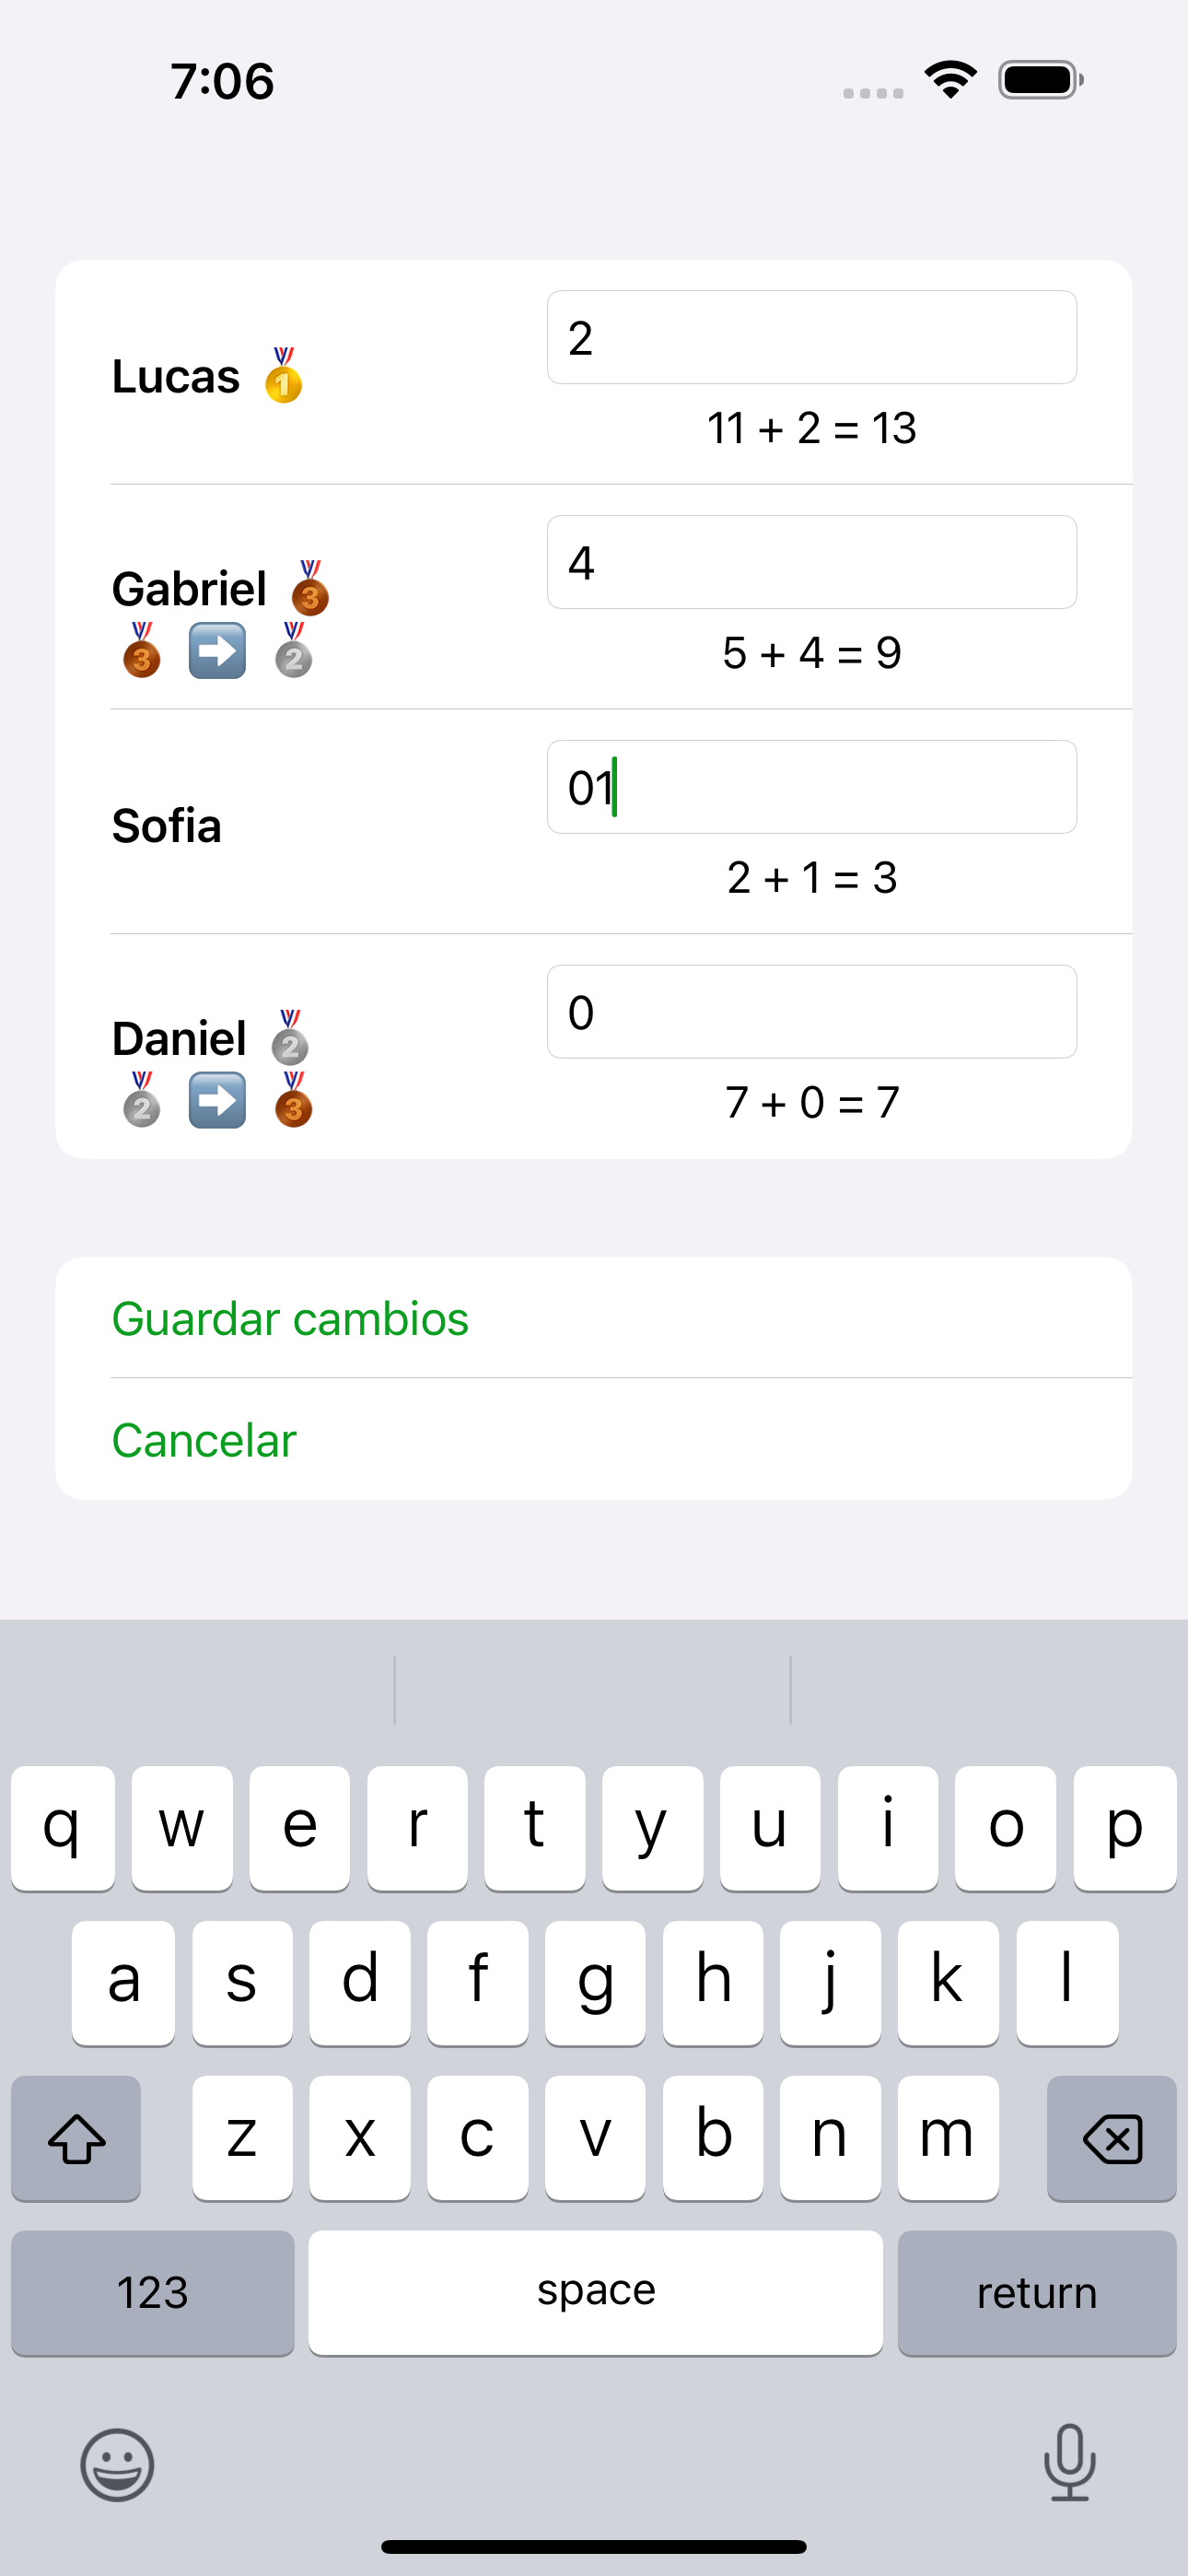 7:06
Lucas 🥇
2
11 + 2 = 13
Gabriel 🥉
🥉 ➡️ 🥈
4
5 + 4 = 9
Sofia
01
2 + 1 = 3
Daniel 🥈
🥈 ➡️ 🥉
0
7 + 0 = 7
Guardar cambios
Cancelar
q w e r t y u i o p
a s d f g h j k l
z x c v b n m
123 space return